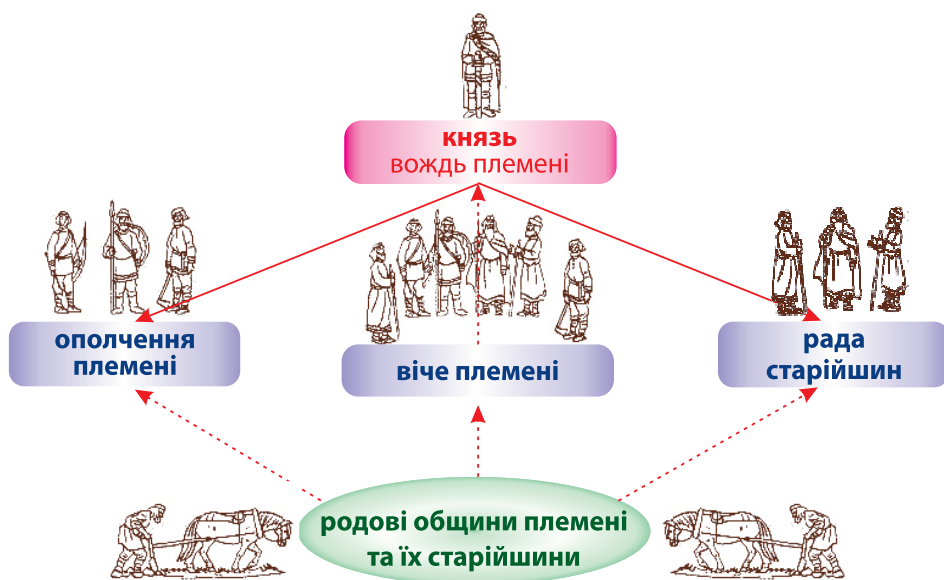 князь
вождь племені
ополчення
племені
віче племені
рада
старійшин
родові общини племені
та їх старійшини